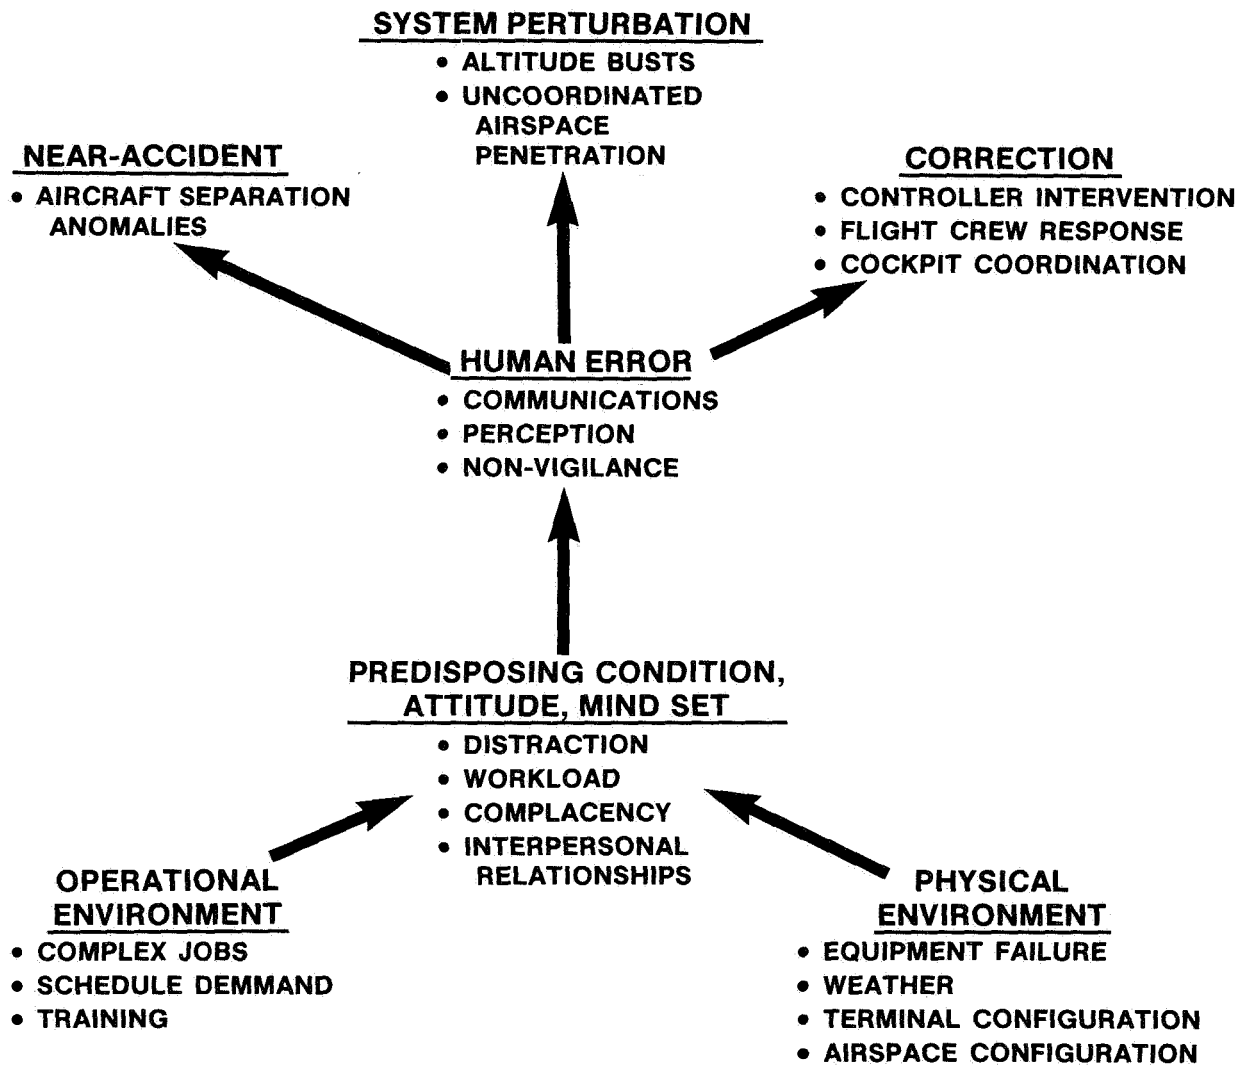 SYSTEM PERTURBATION
• ALTITUDE BUSTS
• UNCOORDINATED
AIRSPACE
PENETRATION
NEAR-ACCIDENT
• AIRCRAFT SEPARATION
ANOMALIES
CORRECTION
• CONTROLLER INTERVENTION
• FLIGHT CREW RESPONSE
• COCKPIT COORDINATION
HUMAN ERROR
• COMMUNICATIONS
• PERCEPTION
• NON-VIGILANCE
PREDISPOSING CONDITION,
ATTITUDE, MIND SET
• DISTRACTION
• WORKLOAD
• COMPLACENCY
• INTERPERSONAL
RELATIONSHIPS
OPERATIONAL
ENVIRONMENT
• COMPLEX JOBS
• SCHEDULE DEMMAND
• TRAINING
PHYSICAL
ENVIRONMENT
• EQUIPMENT FAILURE
• WEATHER
• TERMINAL CONFIGURATION
• AIRSPACE CONFIGURATION